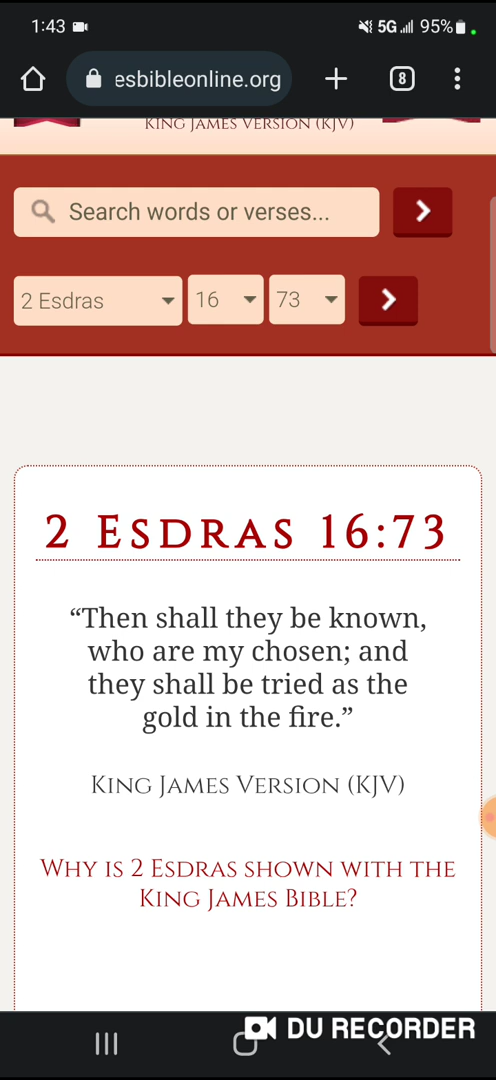 1:43 5G 95%
esbibleonline.org 8
KING JAMES VERSION (KJV)
Search words or verses...
2 Esdras 16 73
2 ESDRAS 16:73
“Then shall they be known,
who are my chosen; and
they shall be tried as the
gold in the fire.”
KING JAMES VERSION (KJV)
WHY IS 2 ESDRAS SHOWN WITH THE
KING JAMES BIBLE?
DU RECORDER